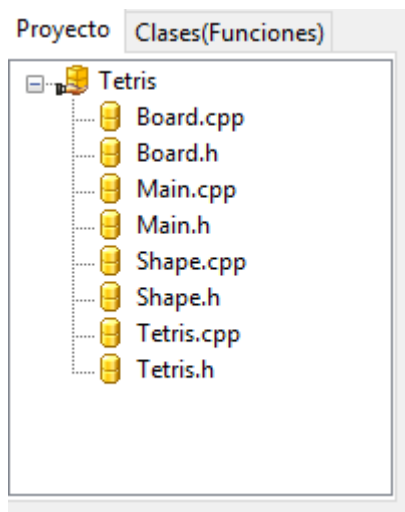 Proyecto Clases(Funciones)
Tetris
Board.cpp
Board.h
Main.cpp
Main.h
Shape.cpp
Shape.h
Tetris.cpp
Tetris.h